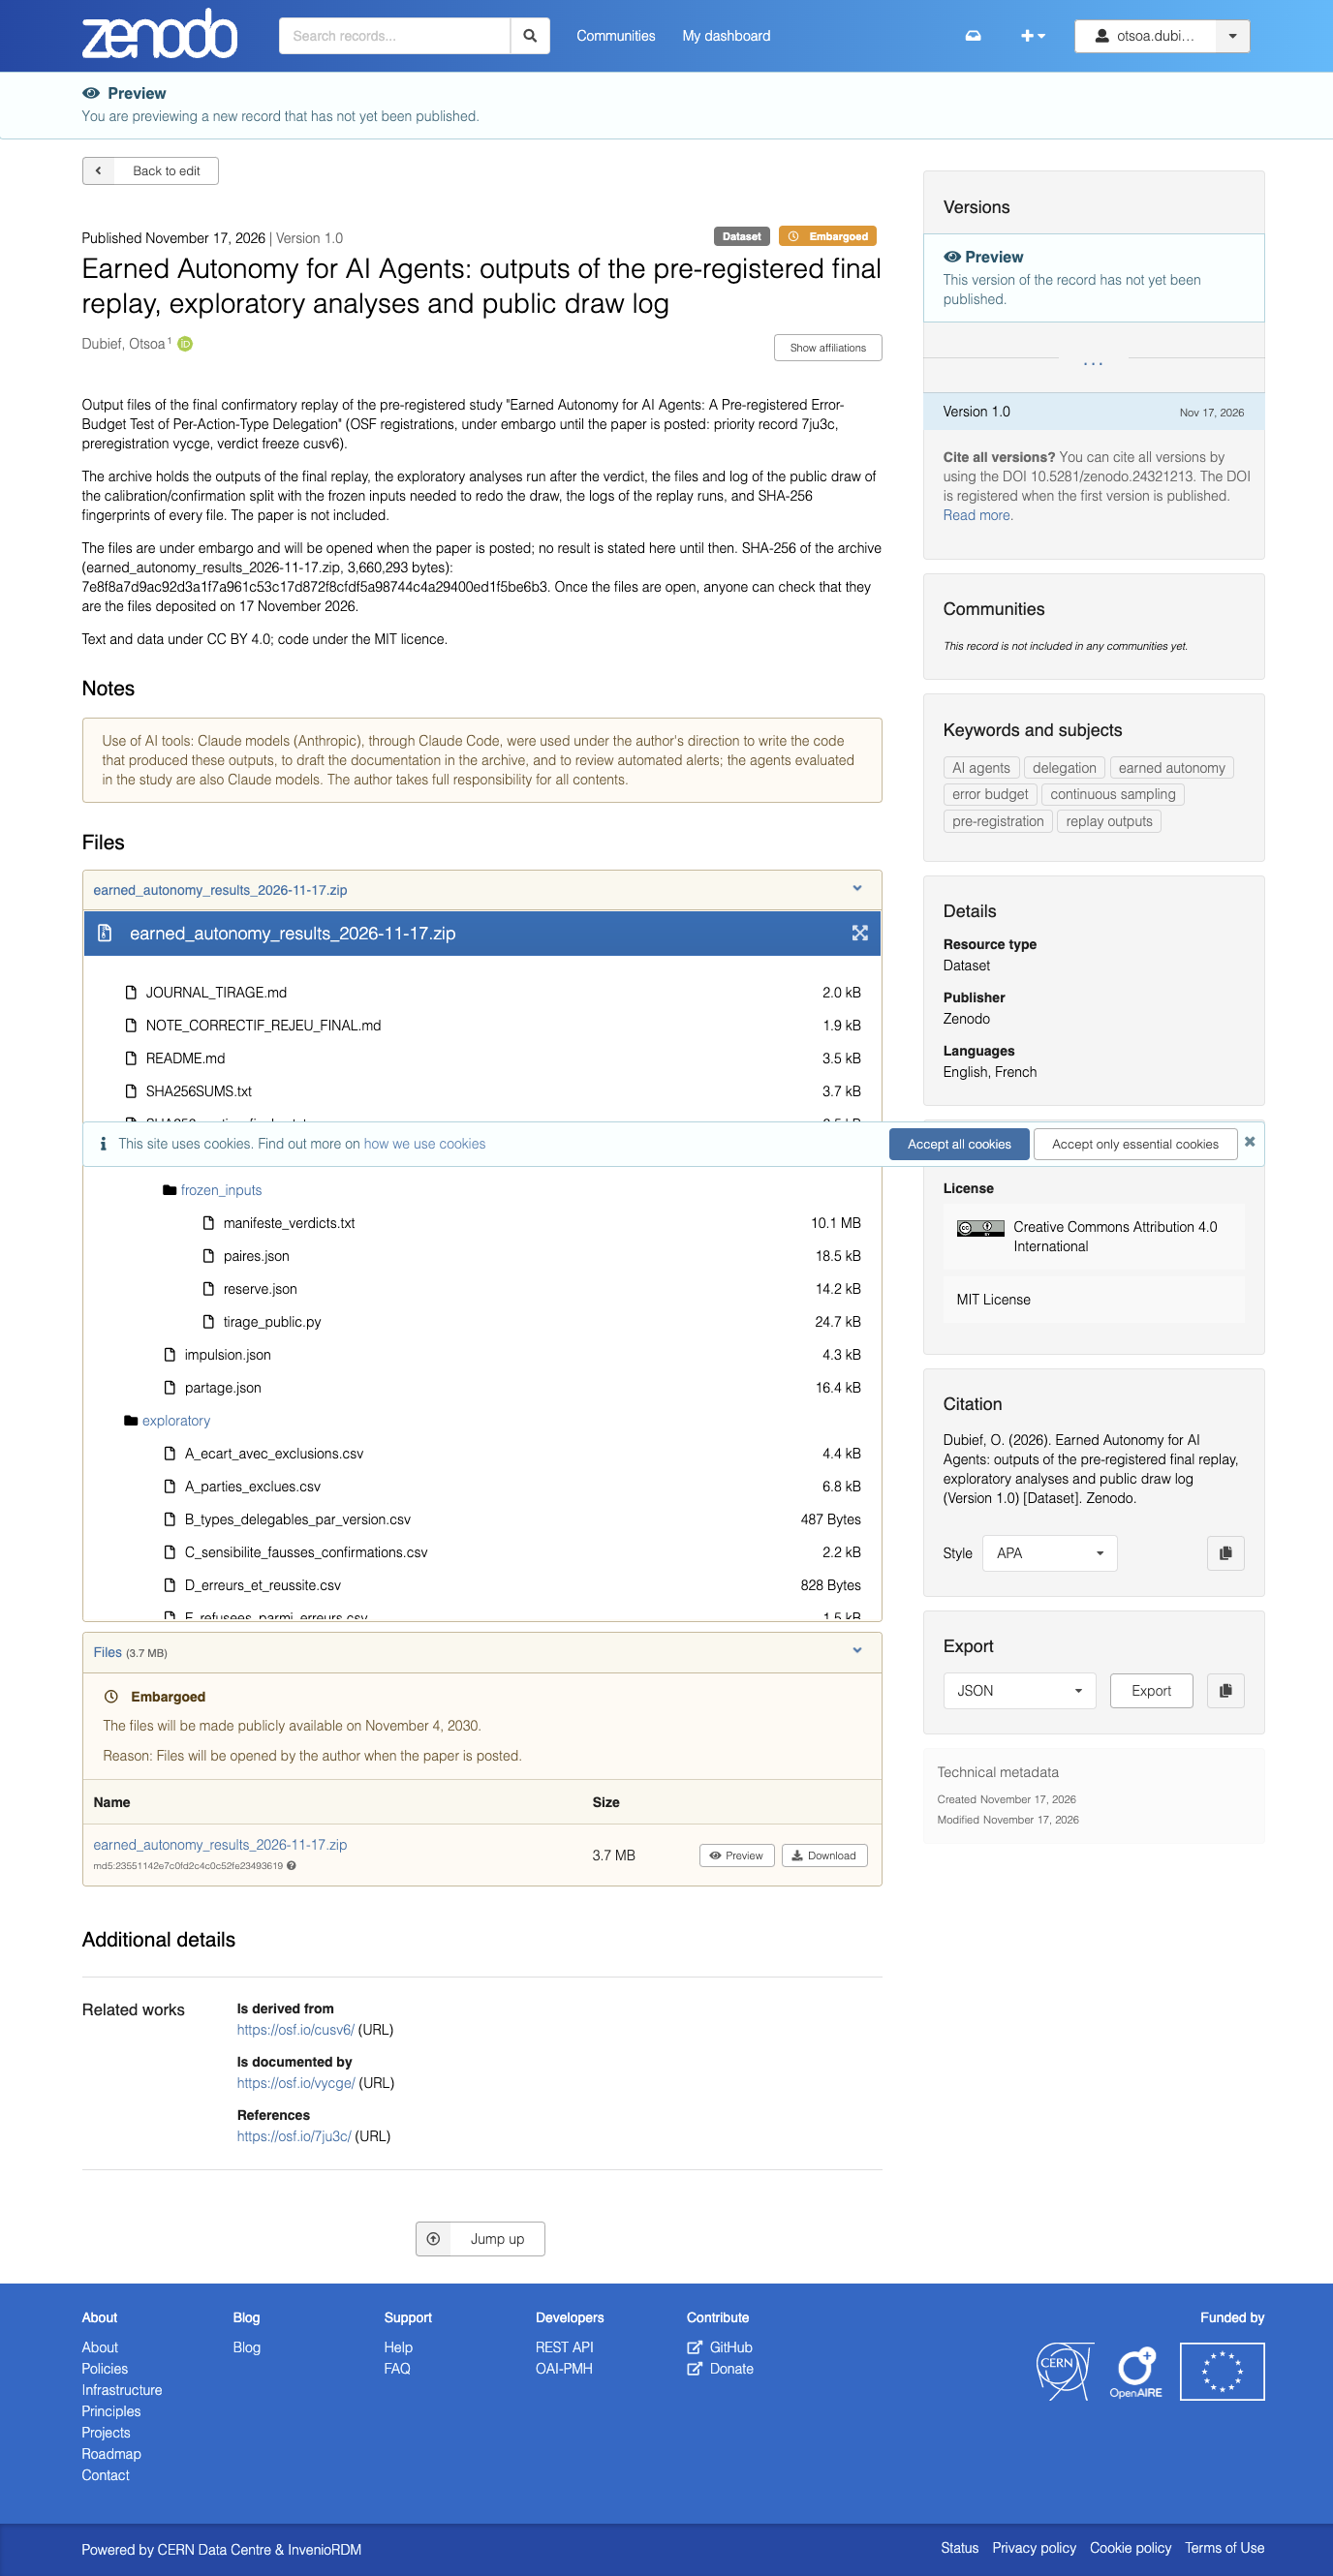 zenodo
Search records...
Communities
My dashboard
otsoa.dubi...
Preview
You are previewing a new record that has not yet been published.
Back to edit
Published November 17, 2026 | Version 1.0
Dataset
Embargoed
Earned Autonomy for AI Agents: outputs of the pre-registered final
replay, exploratory analyses and public draw log
Dubief, Otsoa 1 iD
Show affiliations
Output files of the final confirmatory replay of the pre-registered study "Earned Autonomy for AI Agents: A Pre-registered Error-
Budget Test of Per-Action-Type Delegation" (OSF registrations, under embargo until the paper is posted: priority record 7ju3c,
preregistration vycge, verdict freeze cusv6).
The archive holds the outputs of the final replay, the exploratory analyses run after the verdict, the files and log of the public draw of
the calibration/confirmation split with the frozen inputs needed to redo the draw, the logs of the replay runs, and SHA-256
fingerprints of every file. The paper is not included.
The files are under embargo and will be opened when the paper is posted; no result is stated here until then. SHA-256 of the archive
(earned_autonomy_results_2026-11-17.zip, 3,660,293 bytes):
7e8f8a7d9ac92d3a1f7a961c53c17d872f8cfdf5a98744c4a29400ed1f5be6b3. Once the files are open, anyone can check that they
are the files deposited on 17 November 2026.
Text and data under CC BY 4.0; code under the MIT licence.
Notes
Use of AI tools: Claude models (Anthropic), through Claude Code, were used under the author's direction to write the code
that produced these outputs, to draft the documentation in the archive, and to review automated alerts; the agents evaluated
in the study are also Claude models. The author takes full responsibility for all contents.
Files
earned_autonomy_results_2026-11-17.zip
earned_autonomy_results_2026-11-17.zip
JOURNAL_TIRAGE.md 2.0 kB
NOTE_CORRECTIF_REJEU_FINAL.md 1.9 kB
README.md 3.5 kB
SHA256SUMS.txt 3.7 kB
This site uses cookies. Find out more on how we use cookies
Accept all cookies
Accept only essential cookies
frozen_inputs
manifeste_verdicts.txt 10.1 MB
paires.json 18.5 kB
reserve.json 14.2 kB
tirage_public.py 24.7 kB
impulsion.json 4.3 kB
partage.json 16.4 kB
exploratory
A_ecart_avec_exclusions.csv 4.4 kB
A_parties_exclues.csv 6.8 kB
B_types_delegables_par_version.csv 487 Bytes
C_sensibilite_fausses_confirmations.csv 2.2 kB
D_erreurs_et_reussite.csv 828 Bytes
E_refusees_parmi_erreurs.csv 1.5 kB
Files (3.7 MB)
Embargoed
The files will be made publicly available on November 4, 2030.
Reason: Files will be opened by the author when the paper is posted.
Name Size
earned_autonomy_results_2026-11-17.zip
md5:23551142e7c0fd2c4c0c52fe23493619
3.7 MB
Preview
Download
Additional details
Related works
Is derived from
https://osf.io/cusv6/ (URL)
Is documented by
https://osf.io/vycge/ (URL)
References
https://osf.io/7ju3c/ (URL)
Jump up
Versions
Preview
This version of the record has not yet been
published.
...
Version 1.0 Nov 17, 2026
Cite all versions? You can cite all versions by
using the DOI 10.5281/zenodo.24321213. The DOI
is registered when the first version is published.
Read more.
Communities
This record is not included in any communities yet.
Keywords and subjects
AI agents delegation earned autonomy
error budget continuous sampling
pre-registration replay outputs
Details
Resource type
Dataset
Publisher
Zenodo
Languages
English, French
License
Creative Commons Attribution 4.0
International
MIT License
Citation
Dubief, O. (2026). Earned Autonomy for AI
Agents: outputs of the pre-registered final replay,
exploratory analyses and public draw log
(Version 1.0) [Dataset]. Zenodo.
Style APA
Export
JSON
Export
Technical metadata
Created November 17, 2026
Modified November 17, 2026
About
About
Policies
Infrastructure
Principles
Projects
Roadmap
Contact
Blog
Blog
Support
Help
FAQ
Developers
REST API
OAI-PMH
Contribute
GitHub
Donate
Funded by
CERN
OpenAIRE
Powered by CERN Data Centre & InvenioRDM
Status Privacy policy Cookie policy Terms of Use